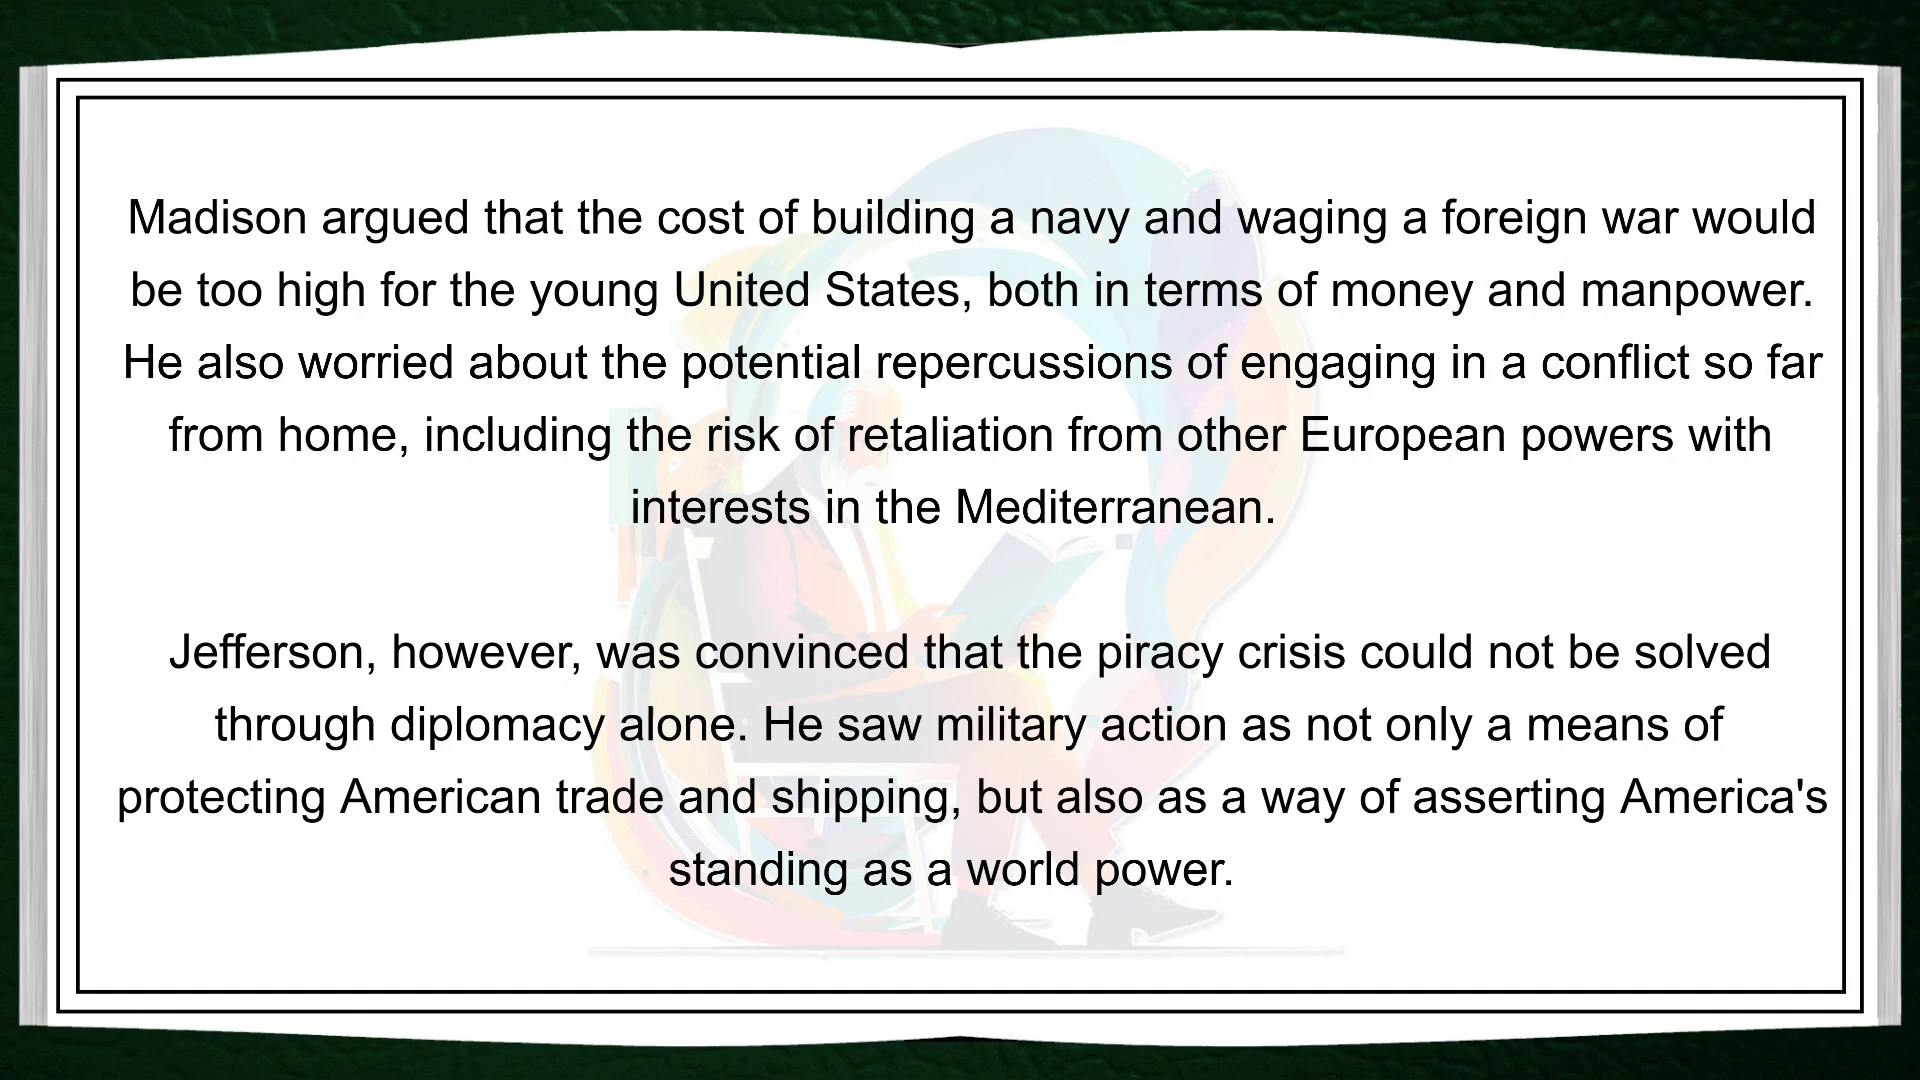 Madison argued that the cost of building a navy and waging a foreign war would
be too high for the young United States, both in terms of money and manpower.
He also worried about the potential repercussions of engaging in a conflict so far
from home, including the risk of retaliation from other European powers with
interests in the Mediterranean.
Jefferson, however, was convinced that the piracy crisis could not be solved
through diplomacy alone. He saw military action as not only a means of
protecting American trade and shipping, but also as a way of asserting America's
standing as a world power.